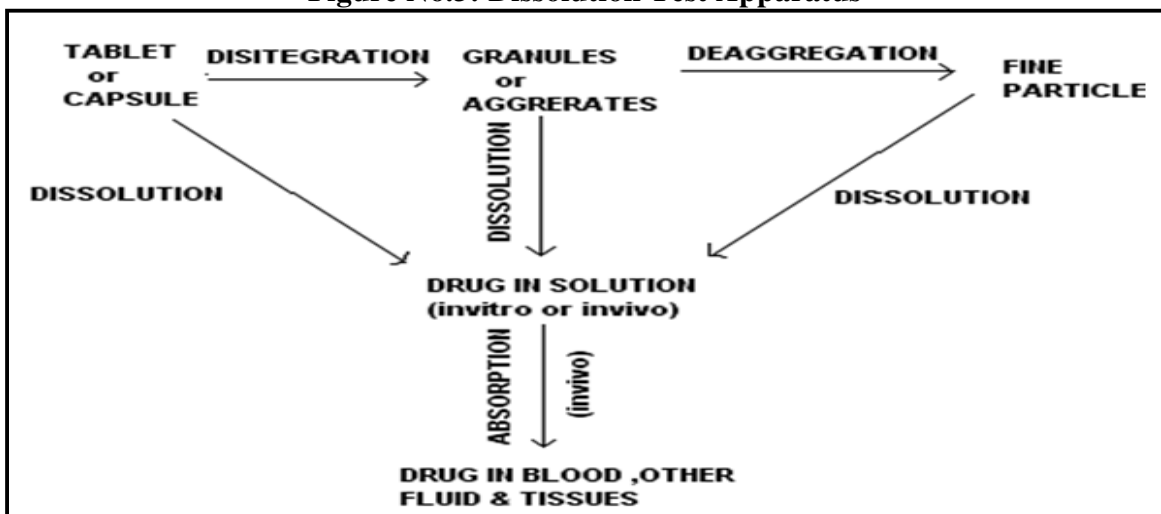 Figure No.5: Dissolution Test Apparatus
TABLET
or
CAPSULE
DISITEGRATION
GRANULES
or
AGGRERATES
DEAGGREGATION
FINE
PARTICLE
DISSOLUTION
DISSOLUTION
DISSOLUTION
DRUG IN SOLUTION
(invitro or invivo)
ABSORPTION
(invivo)
DRUG IN BLOOD ,OTHER
FLUID & TISSUES